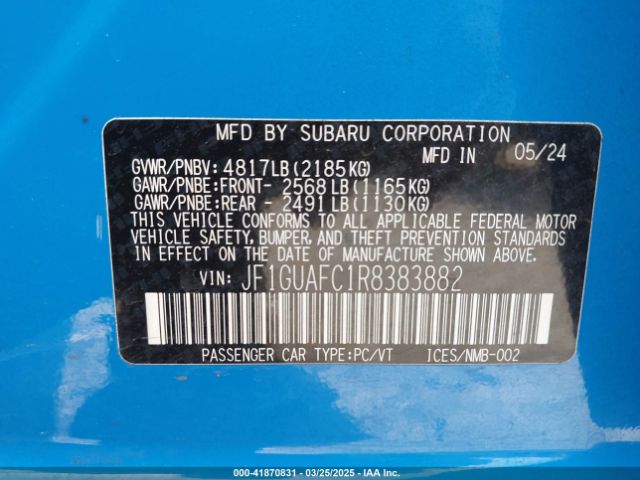 MFD BY SUBARU CORPORATION
MFD IN 05/24
GVWR/PNBV: 4817LB(2185KG)
GAWR/PNBE:FRONT- 2568 LB(1165KG)
GAWR/PNBE:REAR - 2491 LB(1130KG)
THIS VEHICLE CONFORMS TO ALL APPLICABLE FEDERAL MOTOR
VEHICLE SAFETY, BUMPER, AND THEFT PREVENTION STANDARDS
IN EFFECT ON THE DATE OF MANUFACTURE SHOWN ABOVE.
VIN: JF1GUAFC1R8383882
PASSENGER CAR TYPE:PC/VT ICES/NMB-002
000-41870831 - 03/25/2025 - IAA Inc.